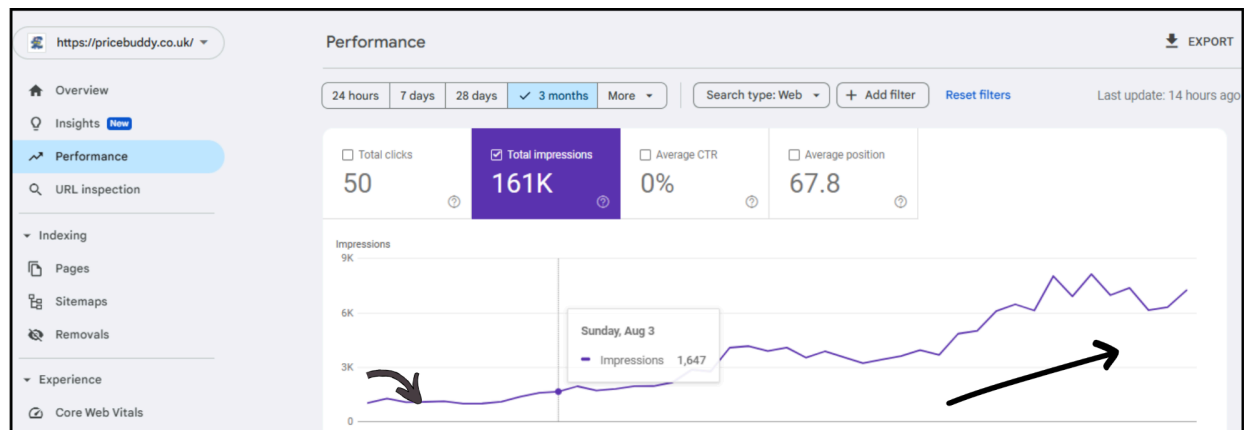 https://pricebuddy.co.uk/
Overview
Insights New
Performance
URL inspection
Indexing
Pages
Sitemaps
Removals
Experience
Core Web Vitals
Performance
EXPORT
24 hours 7 days 28 days 3 months More
Search type: Web Add filter Reset filters
Last update: 14 hours ago
Total clicks
50
Total impressions
161K
Average CTR
0%
Average position
67.8
Impressions
9K
6K
3K
0
Sunday, Aug 3
Impressions 1,647